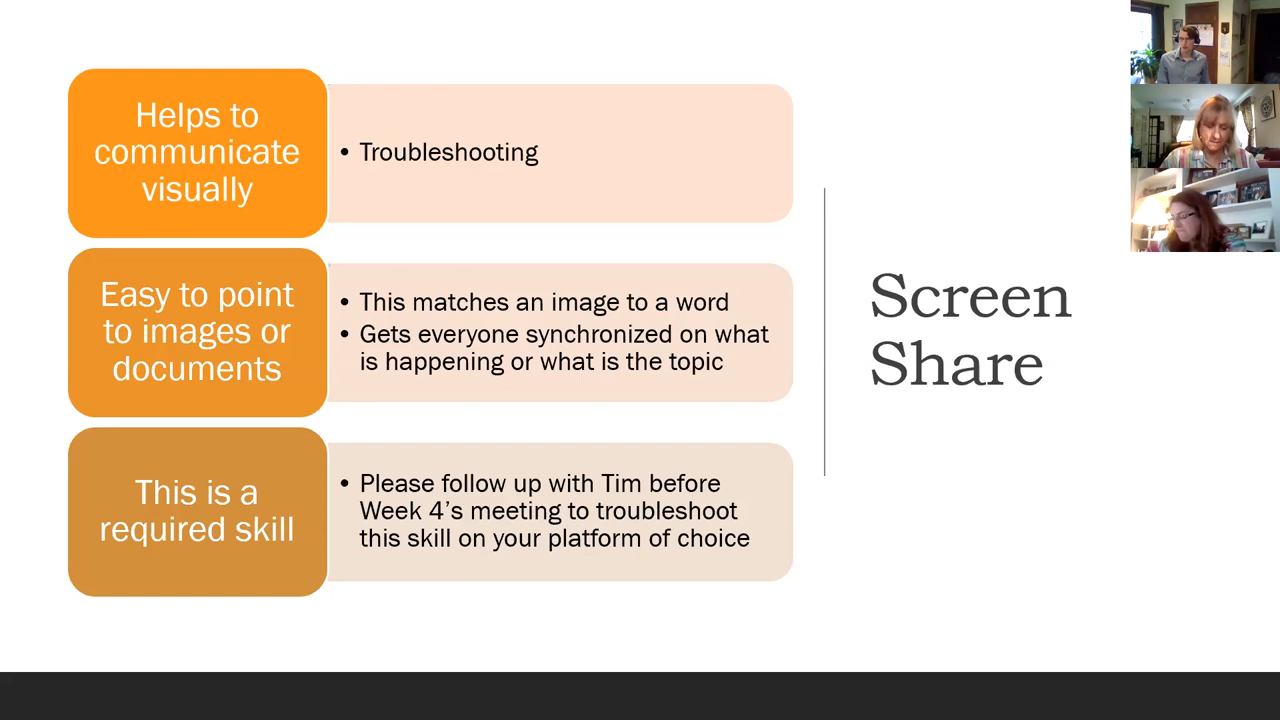 Helps to
communicate
visually
• Troubleshooting
Easy to point
to images or
documents
• This matches an image to a word
• Gets everyone synchronized on what
is happening or what is the topic
This is a
required skill
• Please follow up with Tim before
Week 4’s meeting to troubleshoot
this skill on your platform of choice
Screen
Share